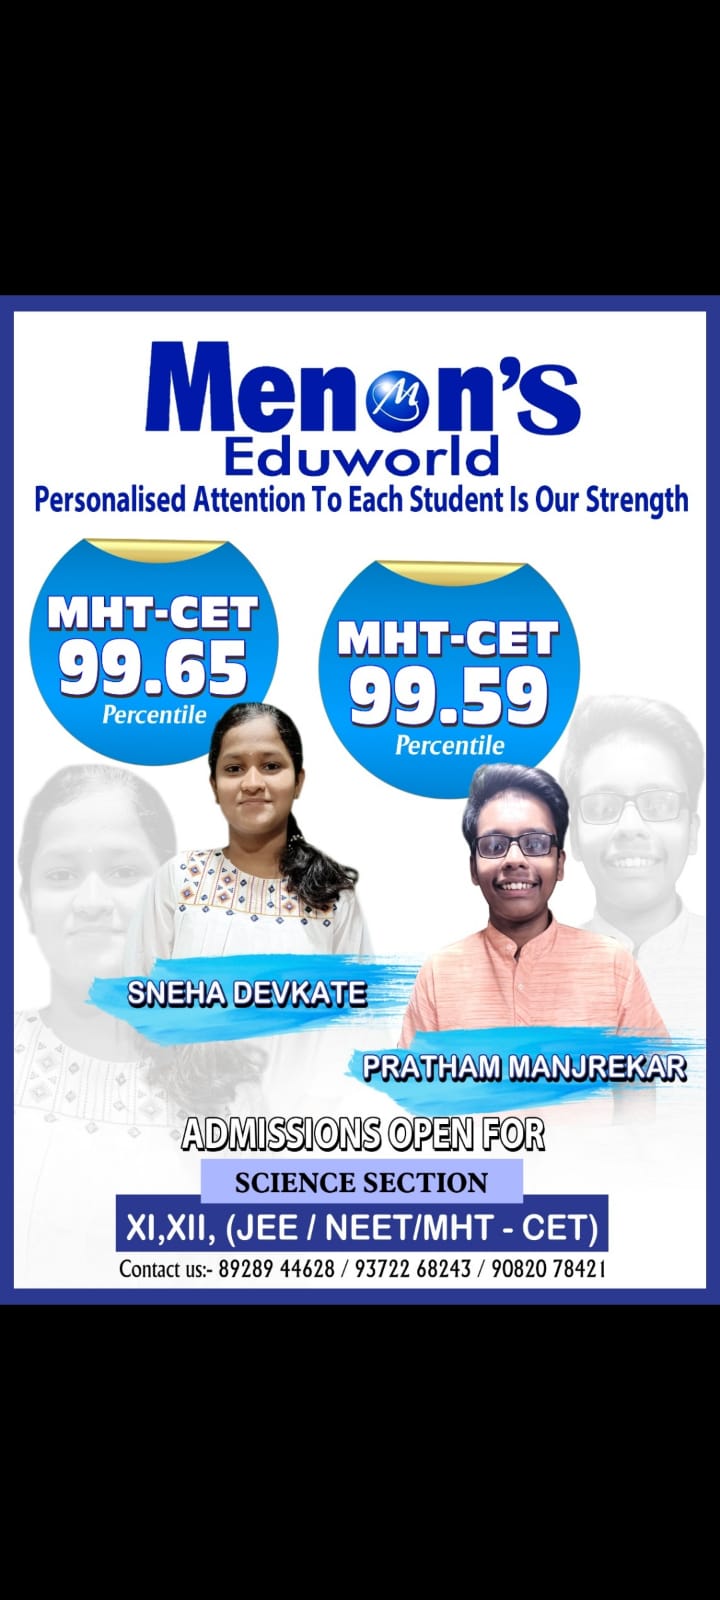 Menon's
Eduworld
Personalised Attention To Each Student Is Our Strength
MHT-CET
99.65
Percentile
MHT-CET
99.59
Percentile
SNEHA DEVKATE
PRATHAM MANJREKAR
ADMISSIONS OPEN FOR
SCIENCE SECTION
XI,XII, (JEE / NEET/MHT - CET)
Contact us:- 89289 44628 / 93722 68243 / 90820 78421